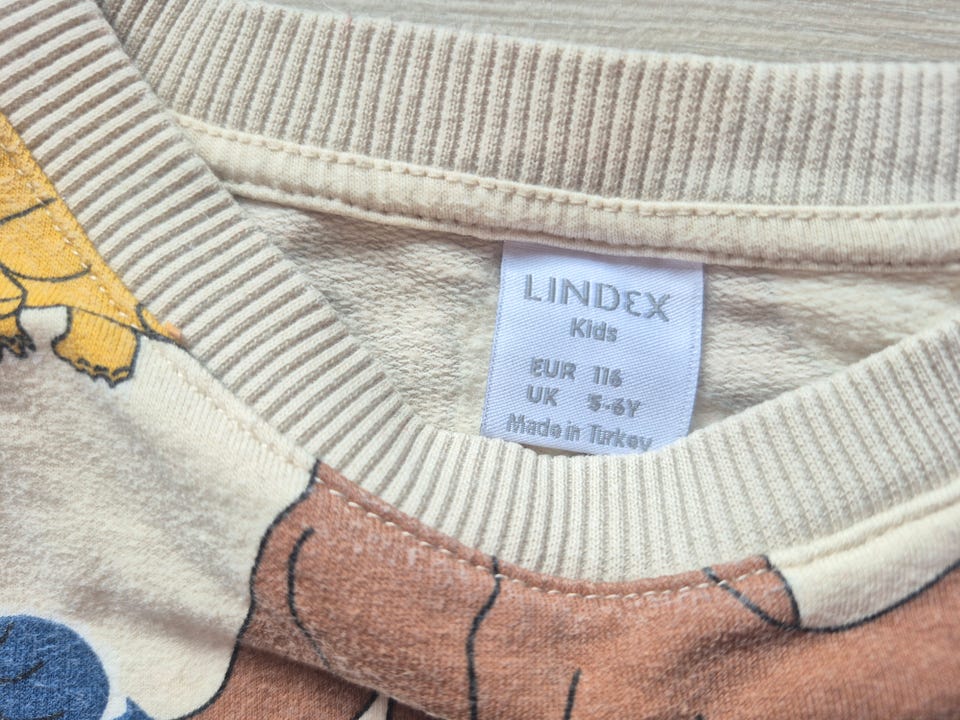 LINDEX
Kids
EUR 116
UK 5-6Y
Made in Turkey